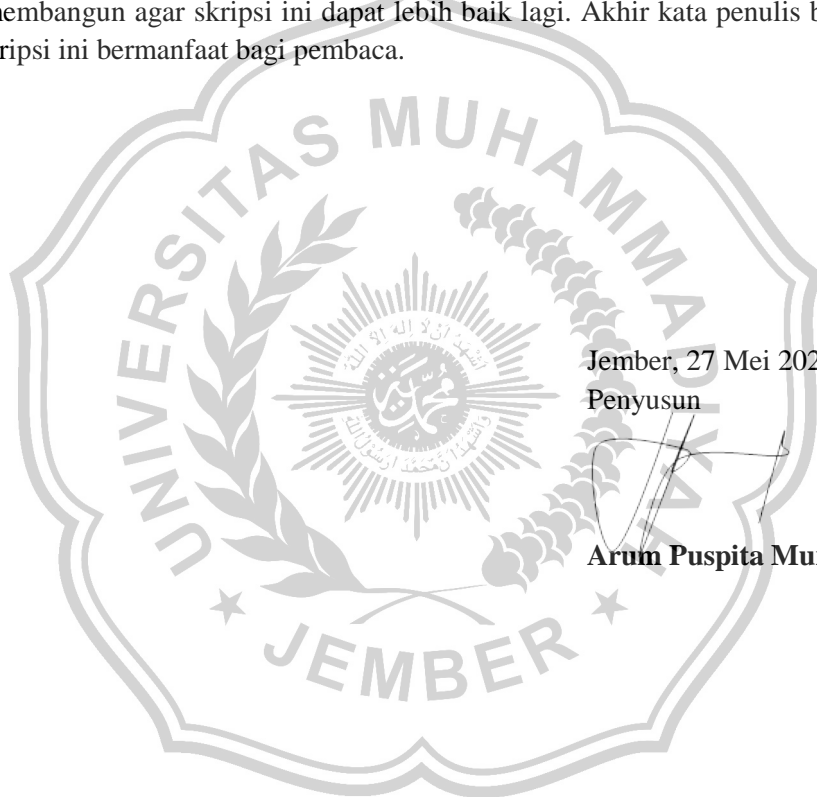 membangun agar skripsi ini dapat lebih baik lagi. Akhir kata penulis b
ripsi ini bermanfaat bagi pembaca.
UNIVERSITAS MUHAMMADIYAH
JEMBER
Jember, 27 Mei 202
Penyusun
Arum Puspita Mu